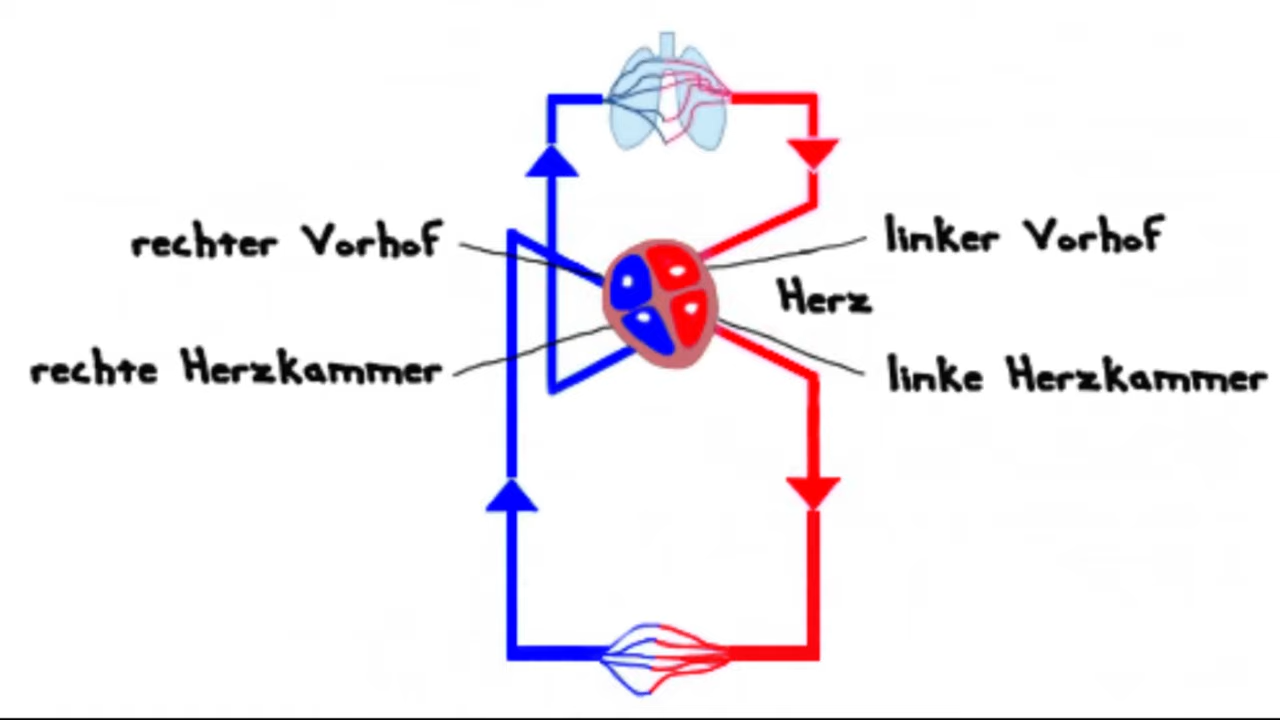 rechter Vorhof
linker Vorhof
Herz
rechte Herzkammer
linke Herzkammer